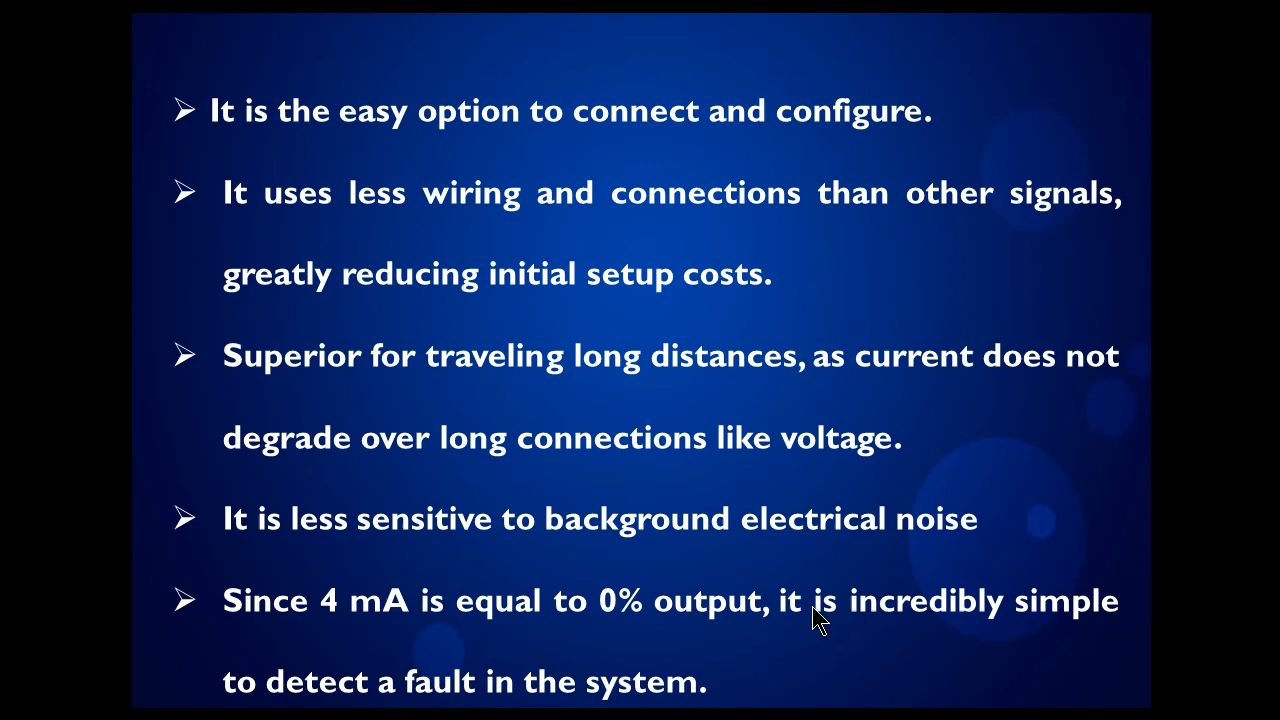 ➢ It is the easy option to connect and configure.
➢ It uses less wiring and connections than other signals,
greatly reducing initial setup costs.
➢ Superior for traveling long distances, as current does not
degrade over long connections like voltage.
➢ It is less sensitive to background electrical noise
➢ Since 4 mA is equal to 0% output, it is incredibly simple
to detect a fault in the system.